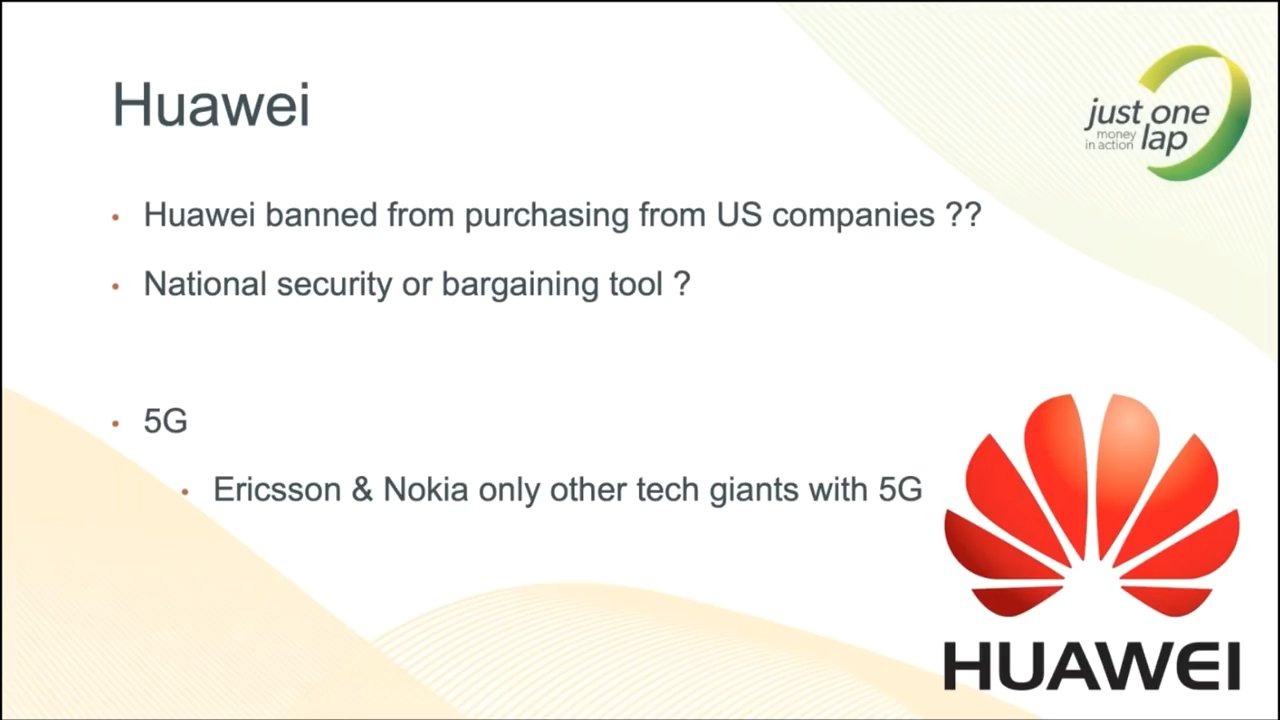 Huawei
just one
money
in action lap
• Huawei banned from purchasing from US companies ??
• National security or bargaining tool ?
• 5G
• Ericsson & Nokia only other tech giants with 5G
HUAWEI